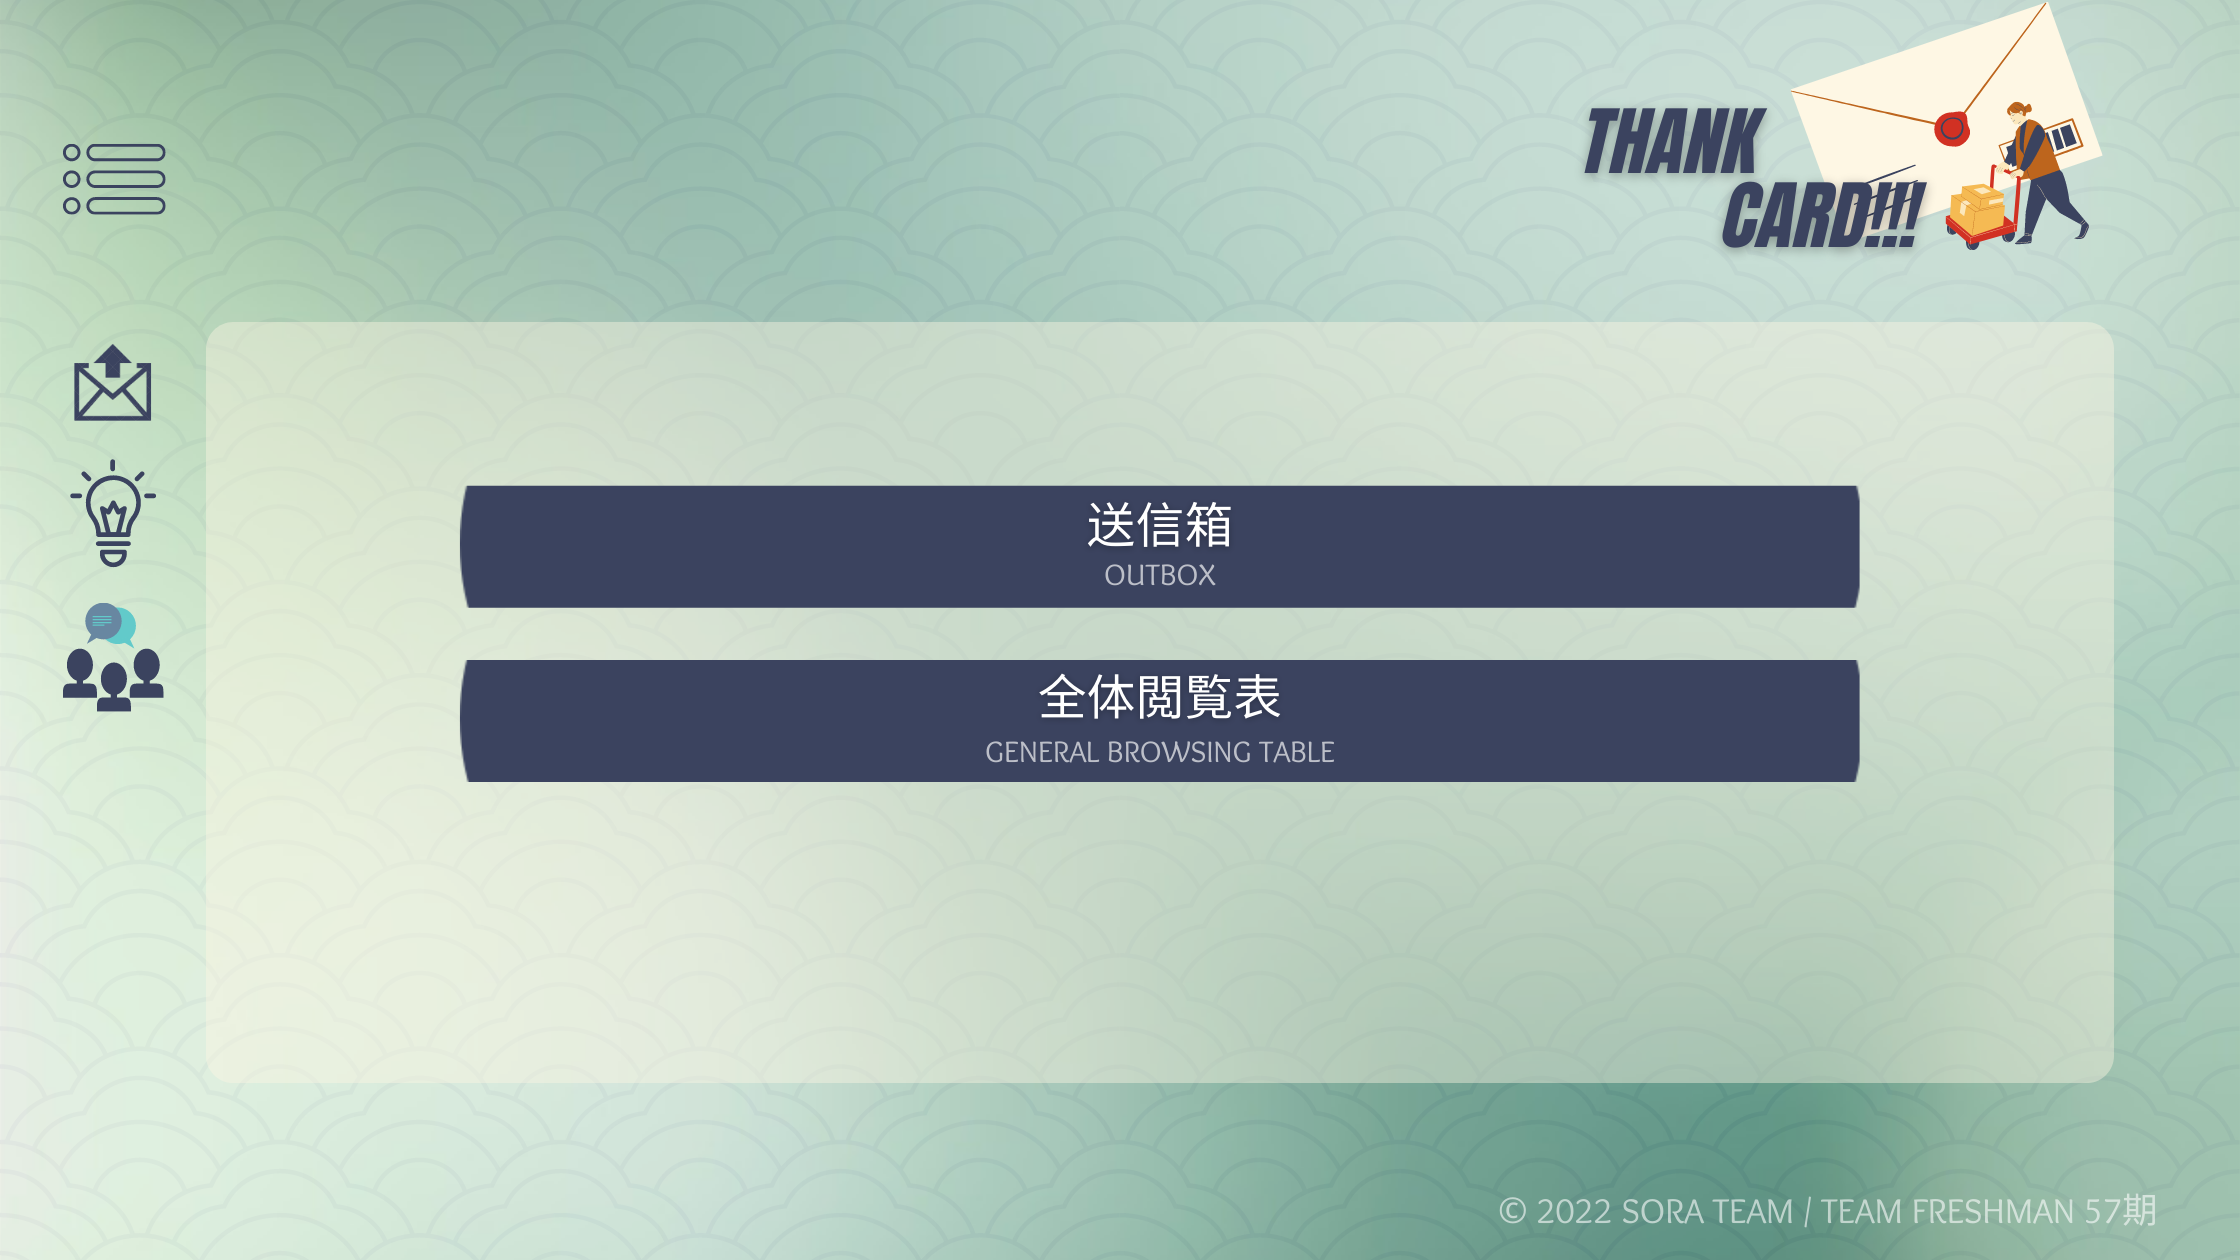 THANK
CARD!!!
送信箱
OUTBOX
全体閲覧表
GENERAL BROWSING TABLE
© 2022 SORA TEAM / TEAM FRESHMAN 57期